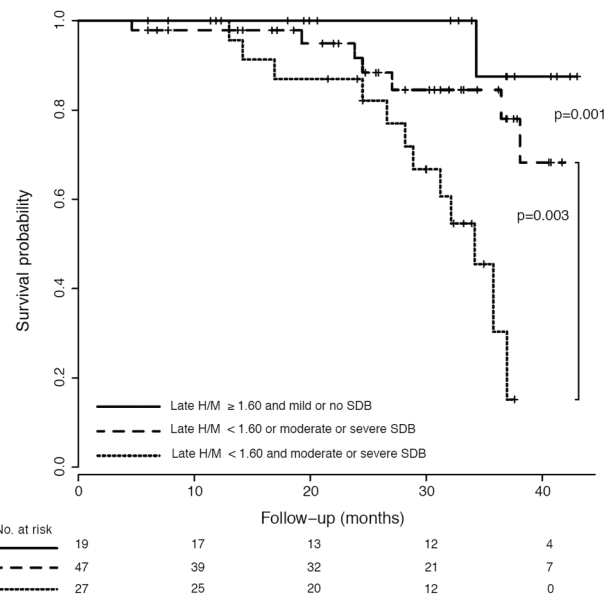 1.0
0.8
0.6
0.4
0.2
0.0
Survival probability
p=0.001
p=0.003
Late H/M ≥ 1.60 and mild or no SDB
Late H/M < 1.60 or moderate or severe SDB
Late H/M < 1.60 and moderate or severe SDB
0 10 20 30 40
Follow–up (months)
No. at risk
19 17 13 12 4
47 39 32 21 7
27 25 20 12 0